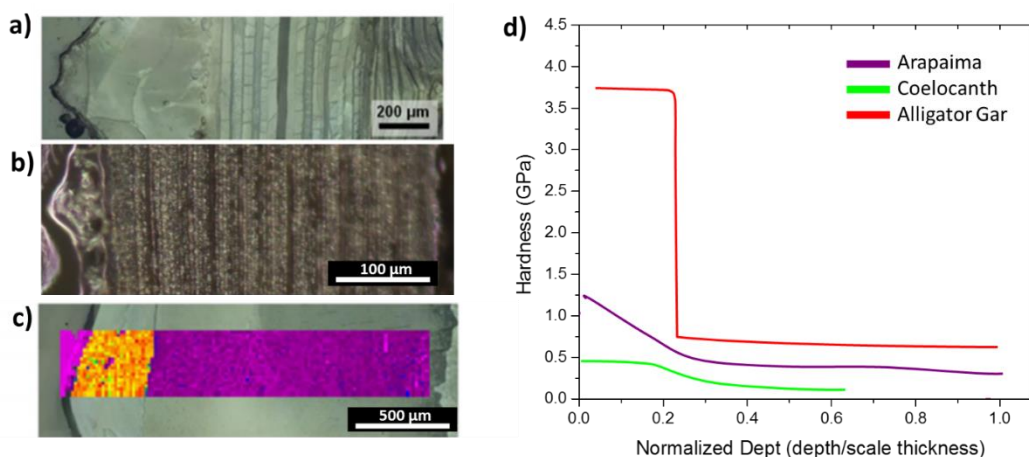 a)
200 µm
b)
100 µm
c)
500 µm
d)
4.5
4.0
3.5
3.0
2.5
2.0
1.5
1.0
0.5
0.0
Hardness (GPa)
Arapaima
Coelocanth
Alligator Gar
0.0 0.2 0.4 0.6 0.8 1.0
Normalized Dept (depth/scale thickness)